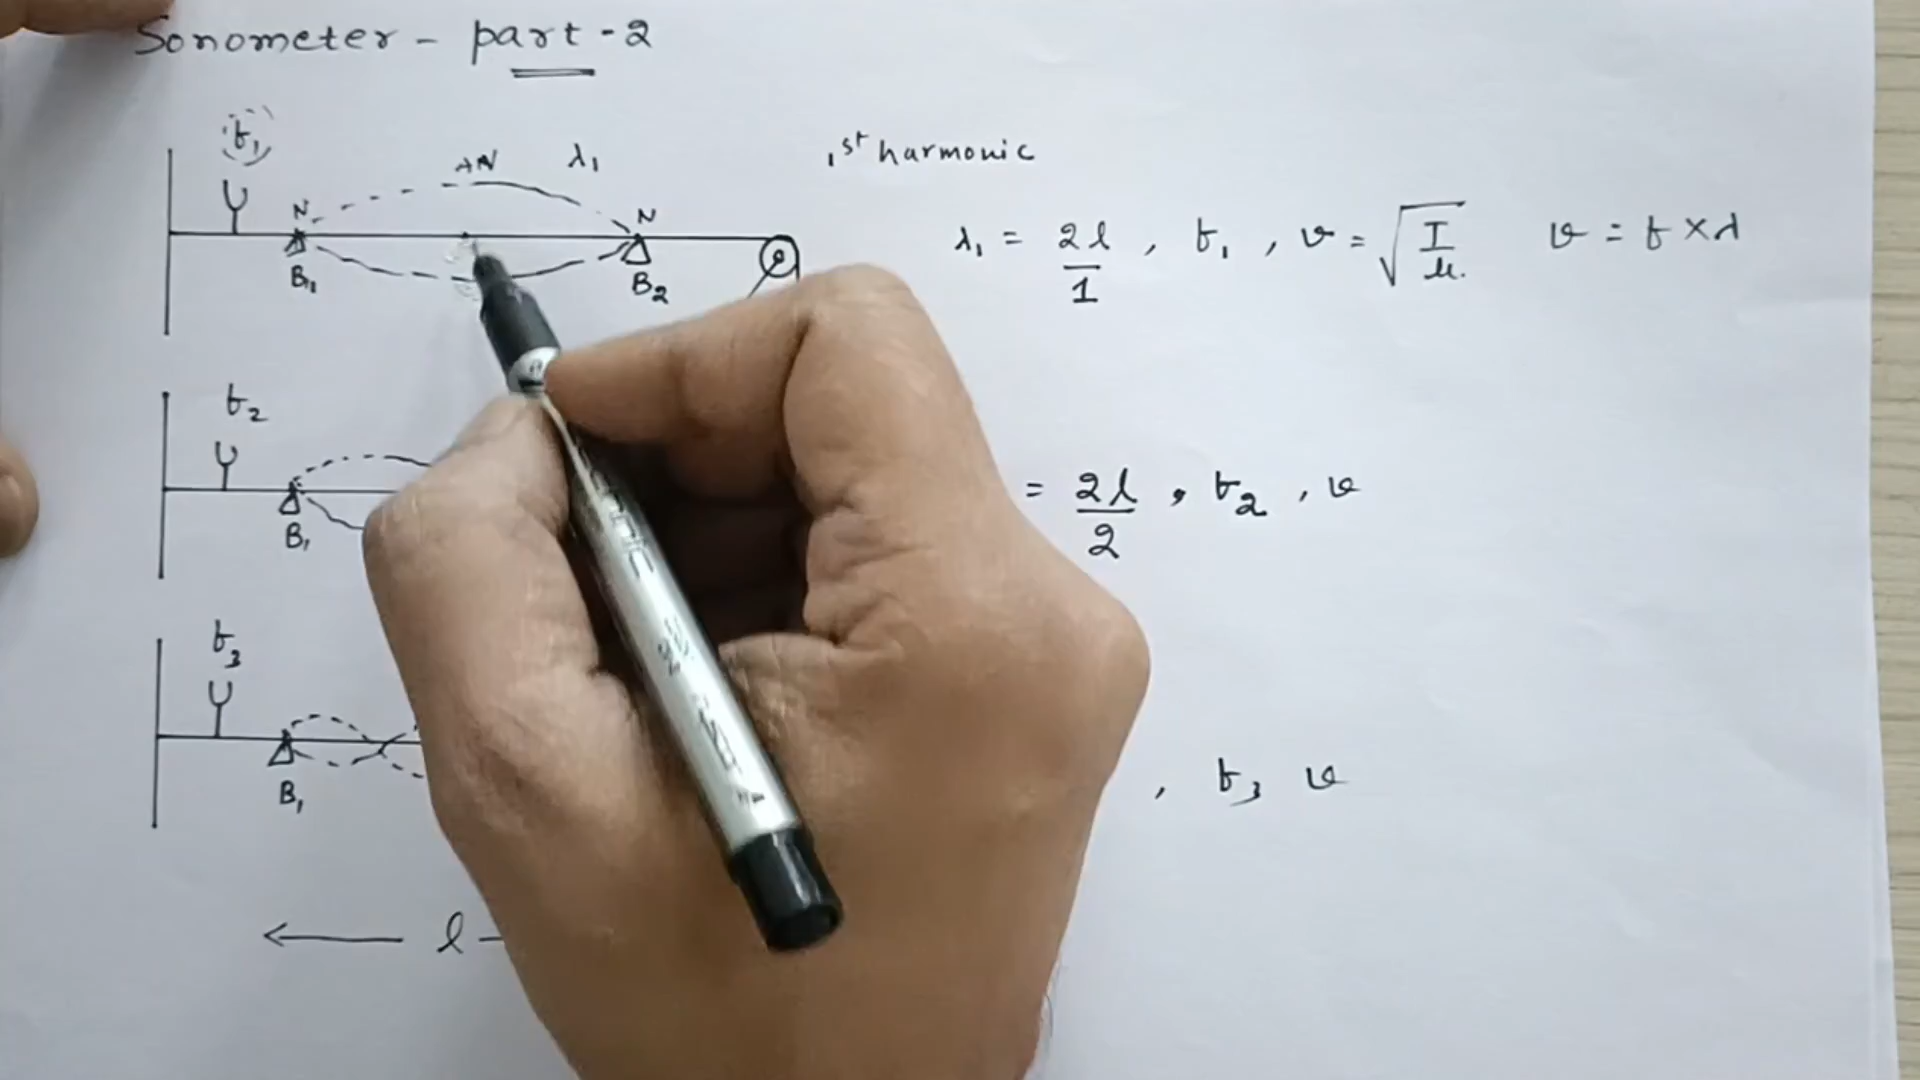 Sonometer - part - 2
f₁
AN λ₁ 1st harmonic
N N
λ₁ = 2l/1 , f₁ , v = √T/μ v = f × λ
B₁ B₂
f₂
= 2l/2 , f₂ , v
B₁
f₃
, f₃ v
B₁
l